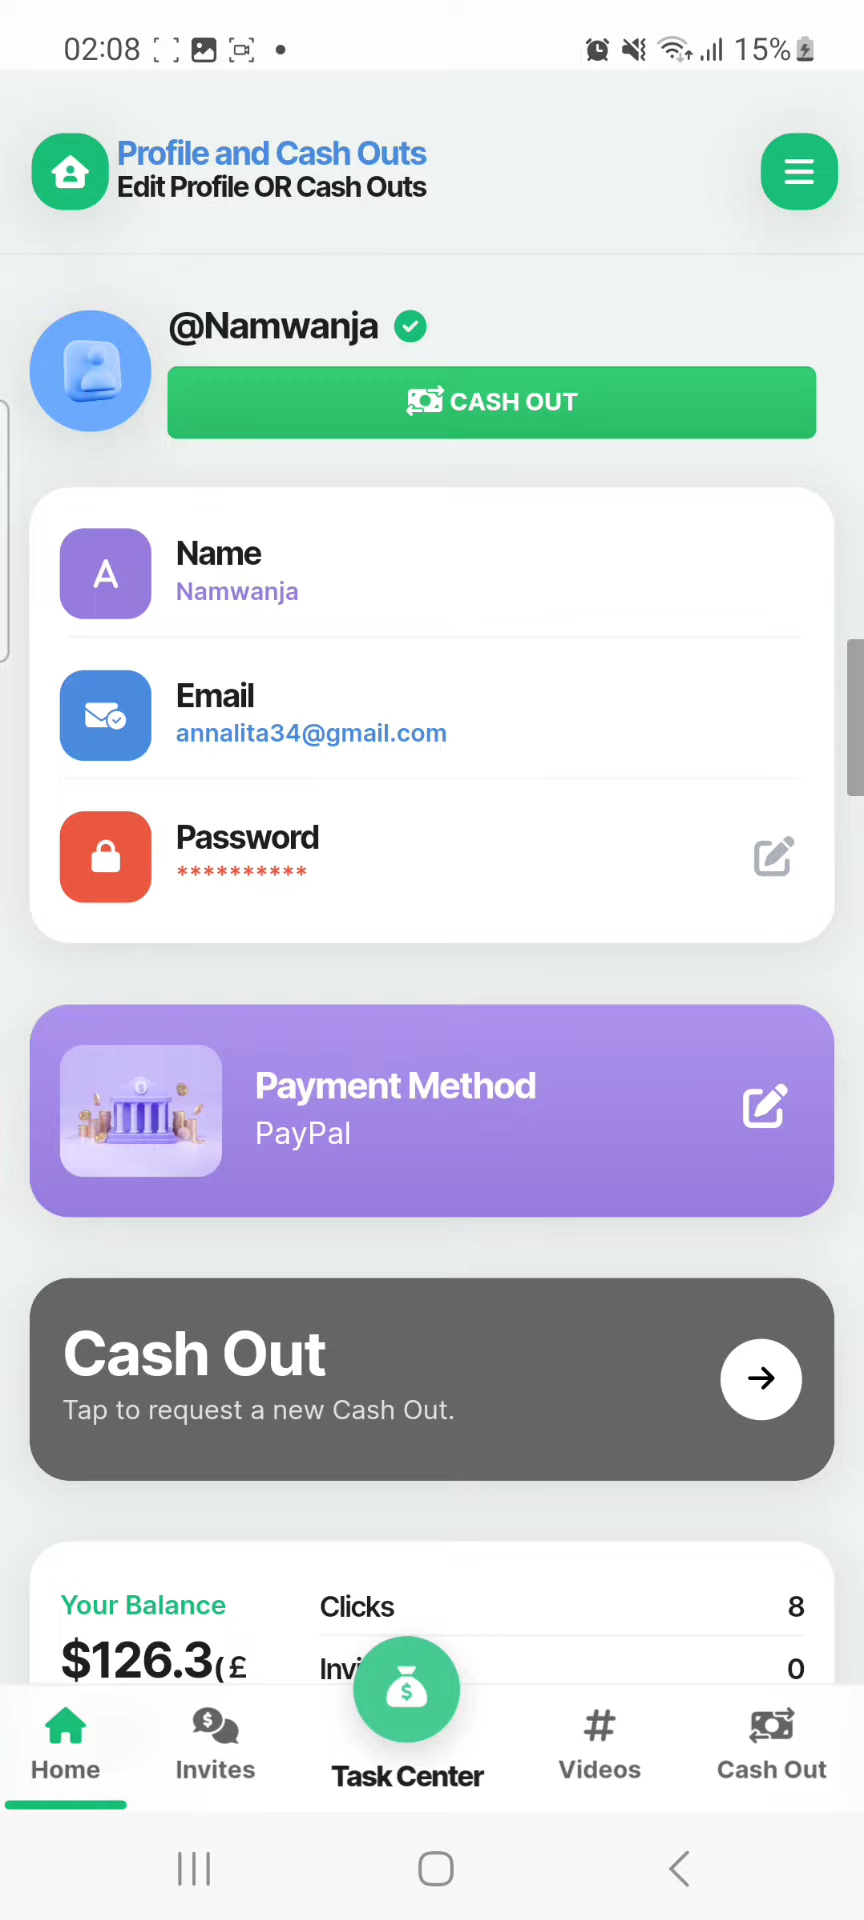 02:08
15%
Profile and Cash Outs
Edit Profile OR Cash Outs
@Namwanja
CASH OUT
A
Name
Namwanja
Email
annalita34@gmail.com
Password
**********
Payment Method
PayPal
Cash Out
Tap to request a new Cash Out.
Your Balance
$126.3(£
Clicks 8
Invi 0
Home
Invites
Task Center
Videos
Cash Out